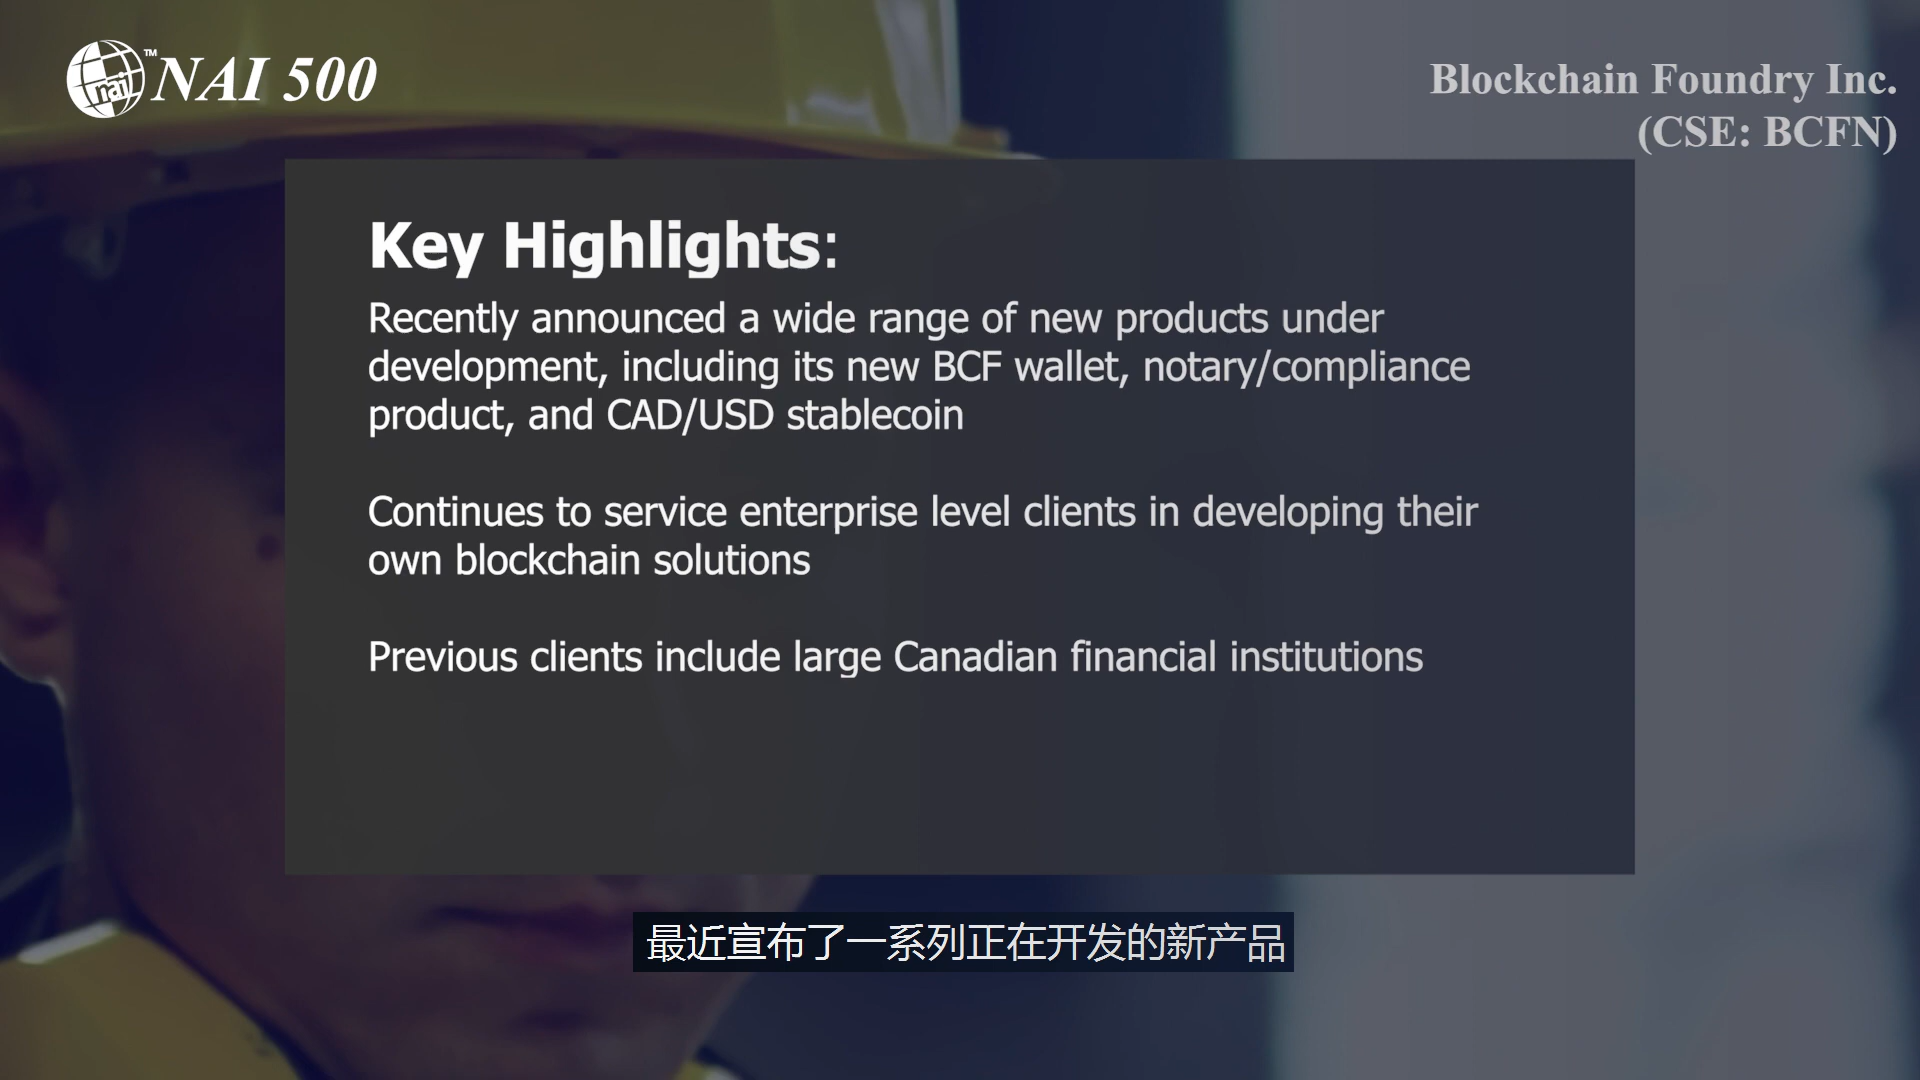 nai™ NAI 500
Blockchain Foundry Inc.
(CSE: BCFN)
Key Highlights:
Recently announced a wide range of new products under
development, including its new BCF wallet, notary/compliance
product, and CAD/USD stablecoin
Continues to service enterprise level clients in developing their
own blockchain solutions
Previous clients include large Canadian financial institutions
最近宣布了一系列正在开发的新产品